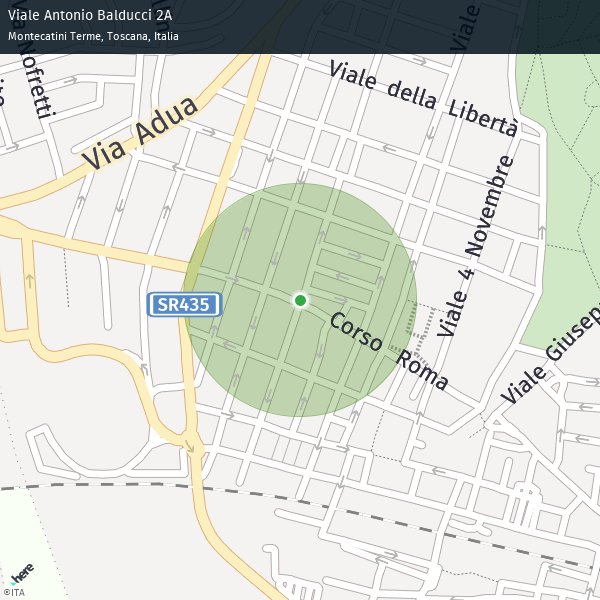 Viale Antonio Balducci 2A
Montecatini Terme, Toscana, Italia
Nofretti
Viale
Viale della Libertà
Via Adua
Viale 4 Novembre
SR435
Corso Roma
Viale Giusep
here
©ITA